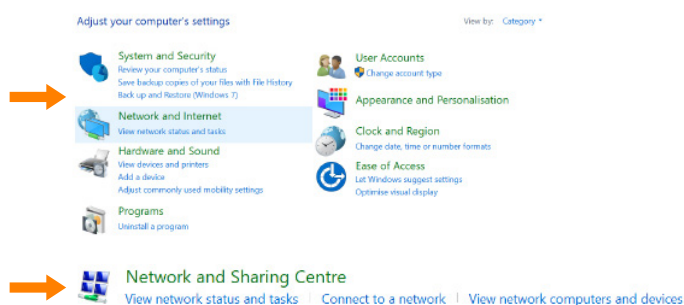 Adjust your computer's settings
View by: Category
System and Security
Review your computer's status
Save backup copies of your files with File History
Back up and Restore (Windows 7)
Network and Internet
View network status and tasks
Hardware and Sound
View devices and printers
Add a device
Adjust commonly used mobility settings
Programs
Uninstall a program
User Accounts
Change account type
Appearance and Personalisation
Clock and Region
Change date, time or number formats
Ease of Access
Let Windows suggest settings
Optimise visual display
Network and Sharing Centre
View network status and tasks Connect to a network View network computers and devices